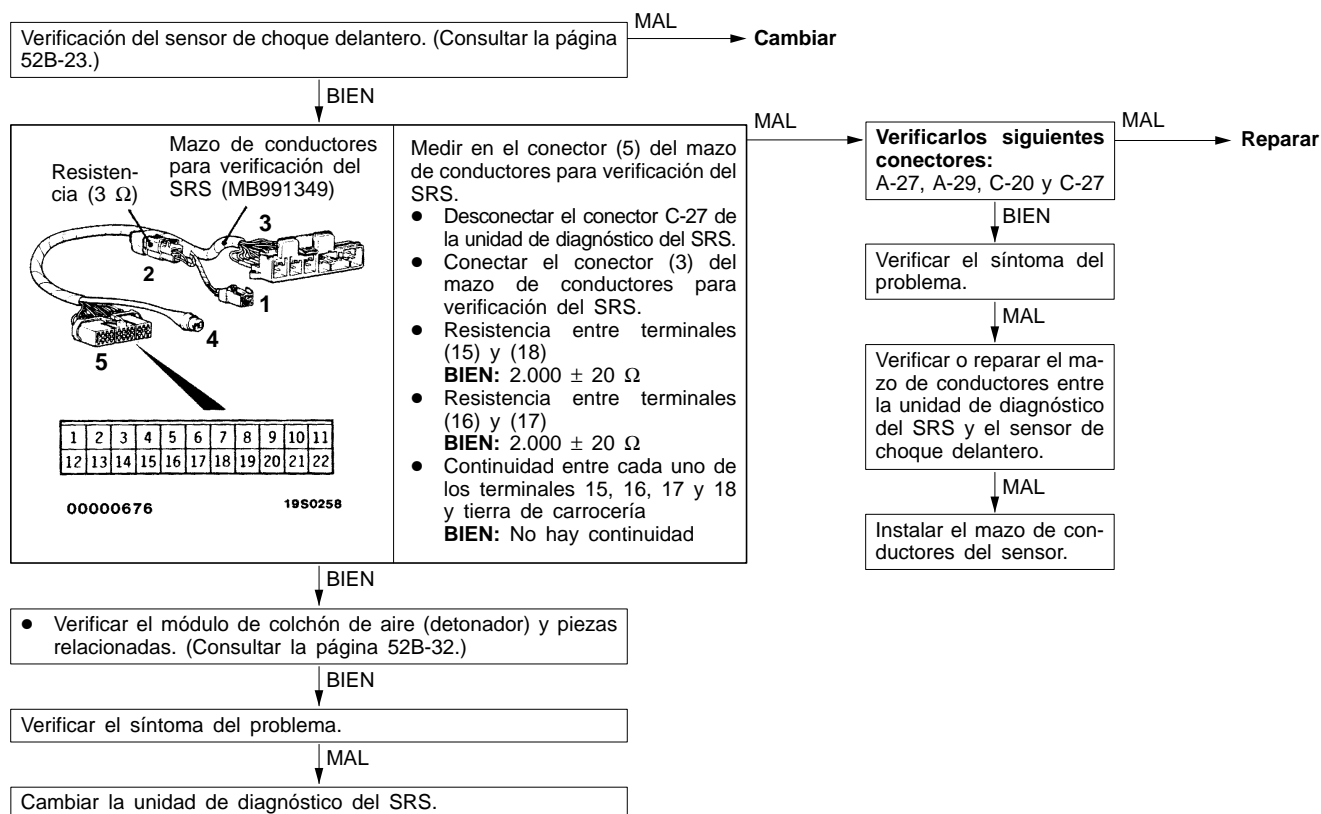 MAL
Verificación del sensor de choque delantero. (Consultar la página
52B-23.)
Cambiar
BIEN
Resisten-
cia (3 Ω)
Mazo de conductores
para verificación del
SRS (MB991349)
3
2
1
4
5
1 2 3 4 5 6 7 8 9 10 11
12 13 14 15 16 17 18 19 20 21 22
00000676
19S0258
Medir en el conector (5) del mazo
de conductores para verificación del
SRS.
● Desconectar el conector C-27 de
la unidad de diagnóstico del SRS.
● Conectar el conector (3) del
mazo de conductores para
verificación del SRS.
● Resistencia entre terminales
(15) y (18)
BIEN: 2.000 ± 20 Ω
● Resistencia entre terminales
(16) y (17)
BIEN: 2.000 ± 20 Ω
● Continuidad entre cada uno de
los terminales 15, 16, 17 y 18
y tierra de carrocería
BIEN: No hay continuidad
MAL
Verificarlos siguientes
conectores:
A-27, A-29, C-20 y C-27
MAL
Reparar
BIEN
Verificar el síntoma del
problema.
MAL
Verificar o reparar el ma-
zo de conductores entre
la unidad de diagnóstico
del SRS y el sensor de
choque delantero.
MAL
Instalar el mazo de con-
ductores del sensor.
BIEN
● Verificar el módulo de colchón de aire (detonador) y piezas
relacionadas. (Consultar la página 52B-32.)
BIEN
Verificar el síntoma del problema.
MAL
Cambiar la unidad de diagnóstico del SRS.